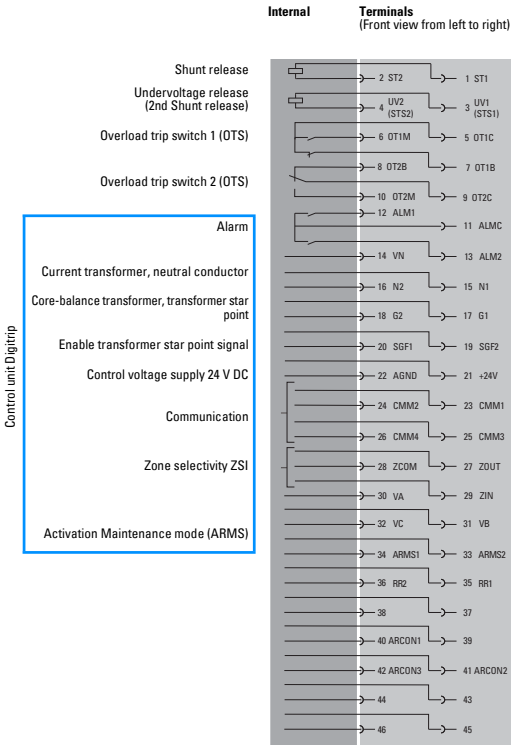 Internal
Terminals
(Front view from left to right)
Shunt release
2 ST2
1 ST1
Undervoltage release
(2nd Shunt release)
4 UV2
(STS2)
3 UV1
(STS1)
Overload trip switch 1 (OTS)
6 OT1M
5 OT1C
8 OT2B
7 OT1B
Overload trip switch 2 (OTS)
10 OT2M
9 OT2C
12 ALM1
Alarm
11 ALMC
14 VN
13 ALM2
Current transformer, neutral conductor
16 N2
15 N1
Core-balance transformer, transformer star
point
18 G2
17 G1
Enable transformer star point signal
20 SGF1
19 SGF2
Control voltage supply 24 V DC
22 AGND
21 +24V
Control unit Digitrip
24 CMM2
23 CMM1
Communication
26 CMM4
25 CMM3
Zone selectivity ZSI
28 ZCOM
27 ZOUT
30 VA
29 ZIN
32 VC
31 VB
Activation Maintenance mode (ARMS)
34 ARMS1
33 ARMS2
36 RR2
35 RR1
38
37
40 ARCON1
39
42 ARCON3
41 ARCON2
44
43
46
45